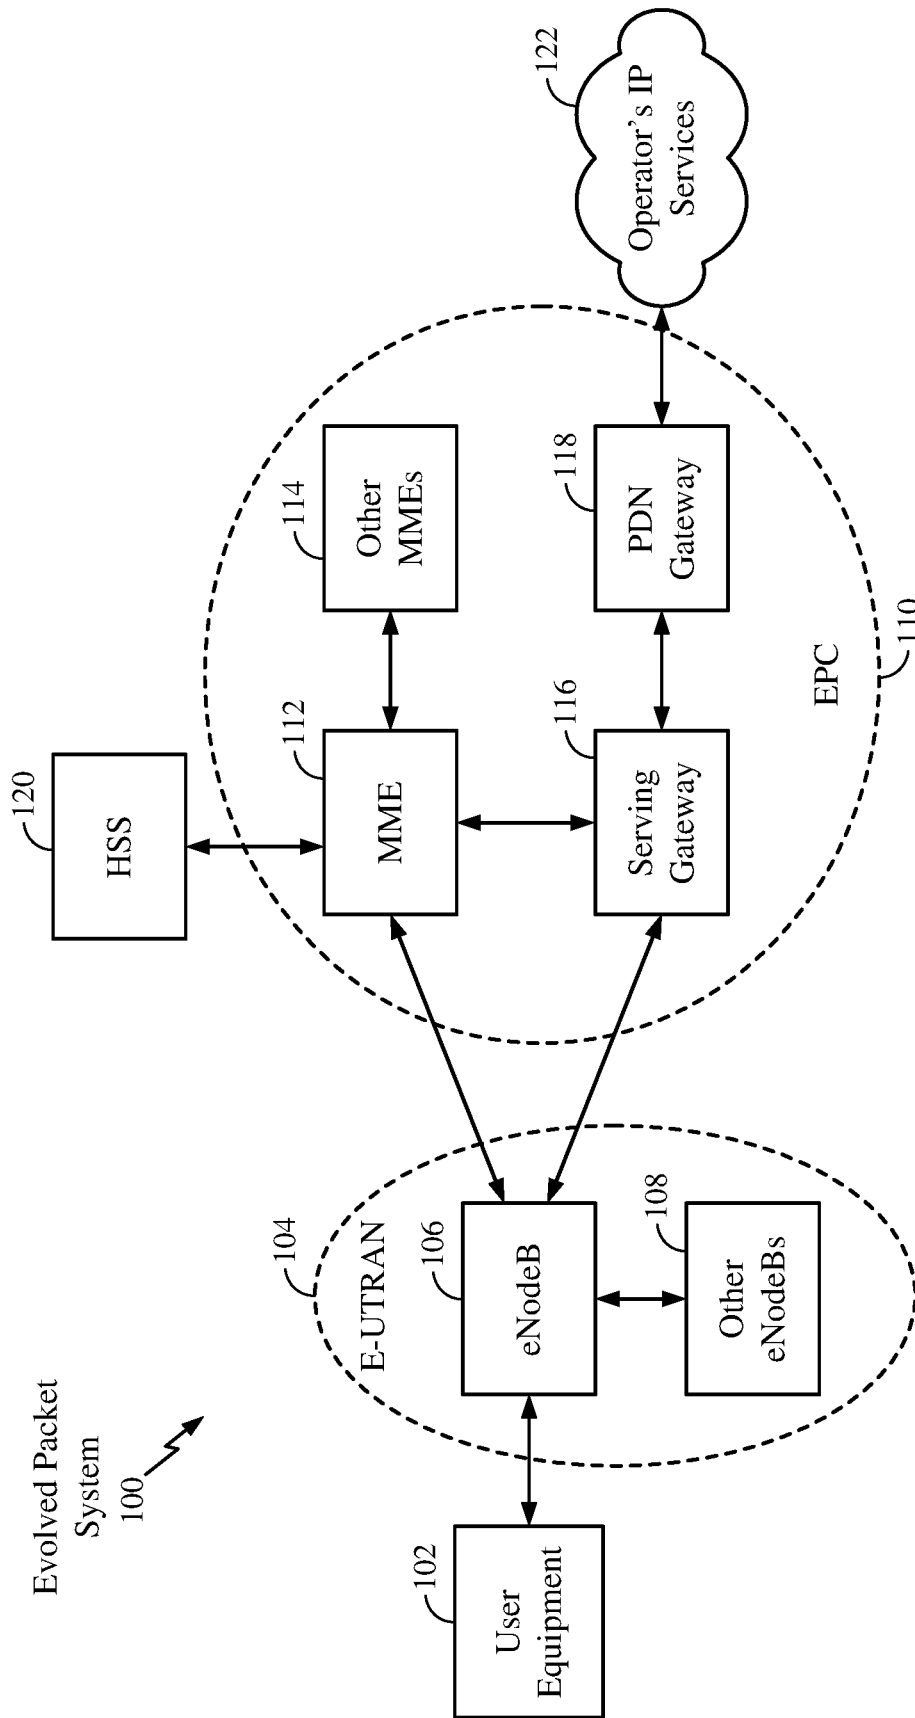 Evolved Packet
System
100
102
User
Equipment
104
E-UTRAN
106
eNodeB
108
Other
eNodeBs
120
HSS
112
MME
114
Other
MMEs
116
Serving
Gateway
118
PDN
Gateway
EPC
110
122
Operator's IP
Services